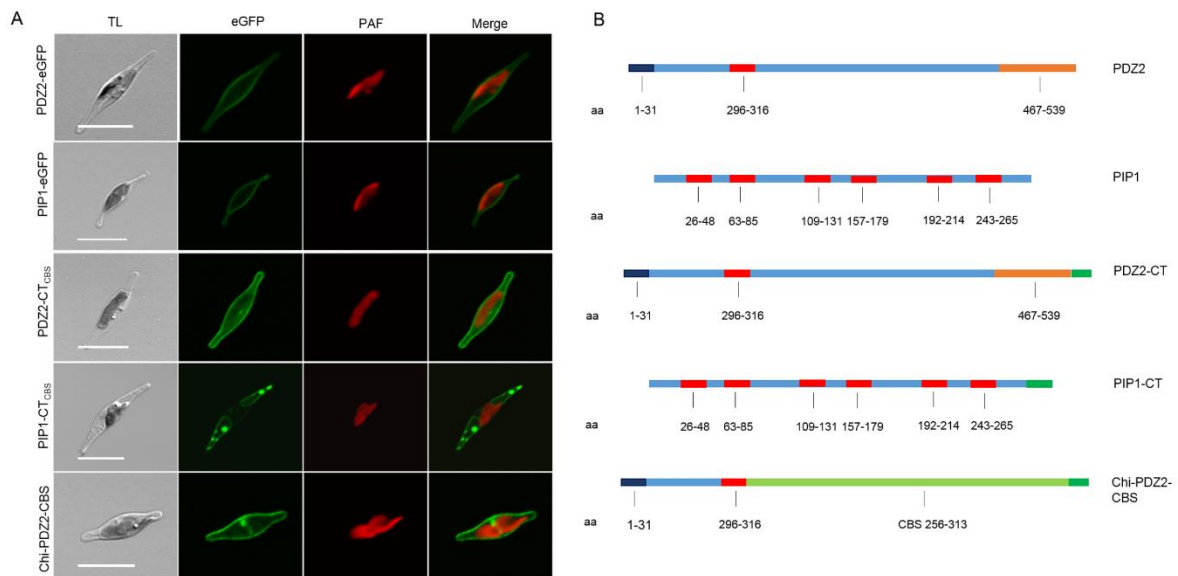 A
TL eGFP PAF Merge
PDZ2-eGFP
PIP1-eGFP
PDZ2-CTCBS
PIP1-CTCBS
Chi-PDZ2-CBS
B
PDZ2
aa 1-31 296-316 467-539
PIP1
aa 26-48 63-85 109-131 157-179 192-214 243-265
PDZ2-CT
aa 1-31 296-316 467-539
PIP1-CT
aa 26-48 63-85 109-131 157-179 192-214 243-265
Chi-PDZ2-
CBS
aa 1-31 296-316 CBS 256-313